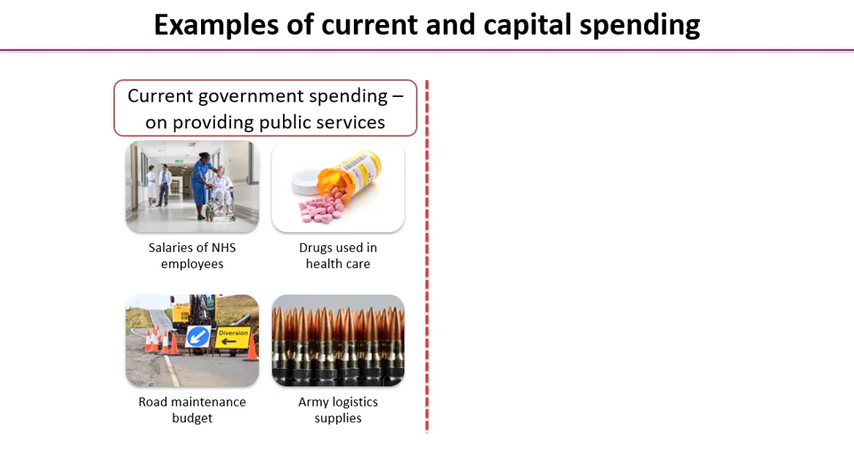 Examples of current and capital spending
Current government spending –
on providing public services
Salaries of NHS
employees
Drugs used in
health care
Diversion
Road maintenance
budget
Army logistics
supplies